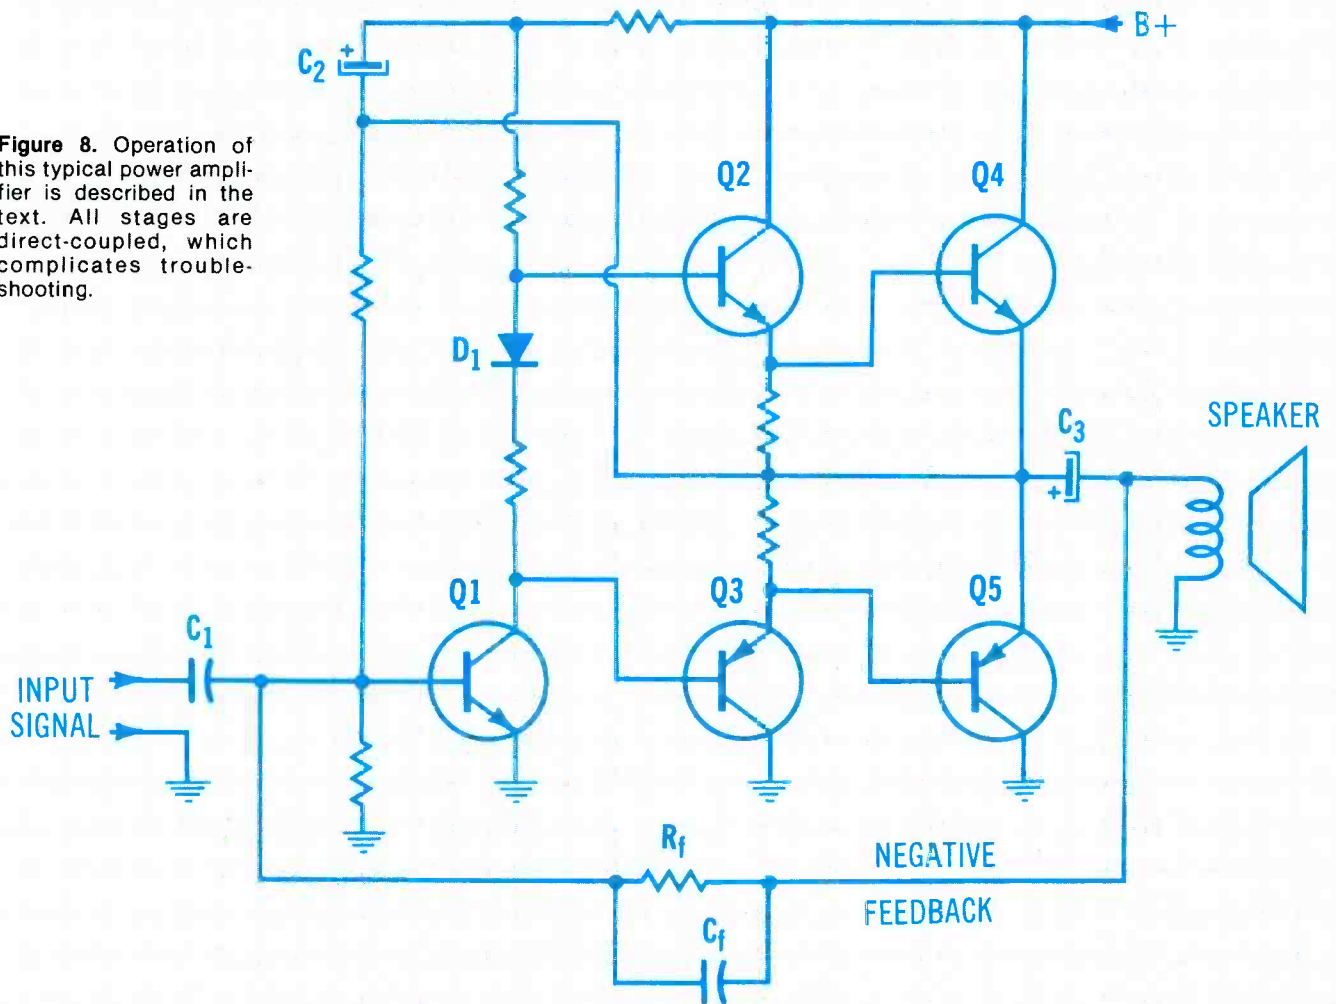 Figure 8. Operation of
this typical power ampli-
fier is described in the
text. All stages are
direct-coupled, which
complicates trouble-
shooting.
C2
+
B+
Q2
Q4
D1
C3
+
SPEAKER
Q1
Q3
Q5
C1
INPUT
SIGNAL
Rf
NEGATIVE
FEEDBACK
Cf